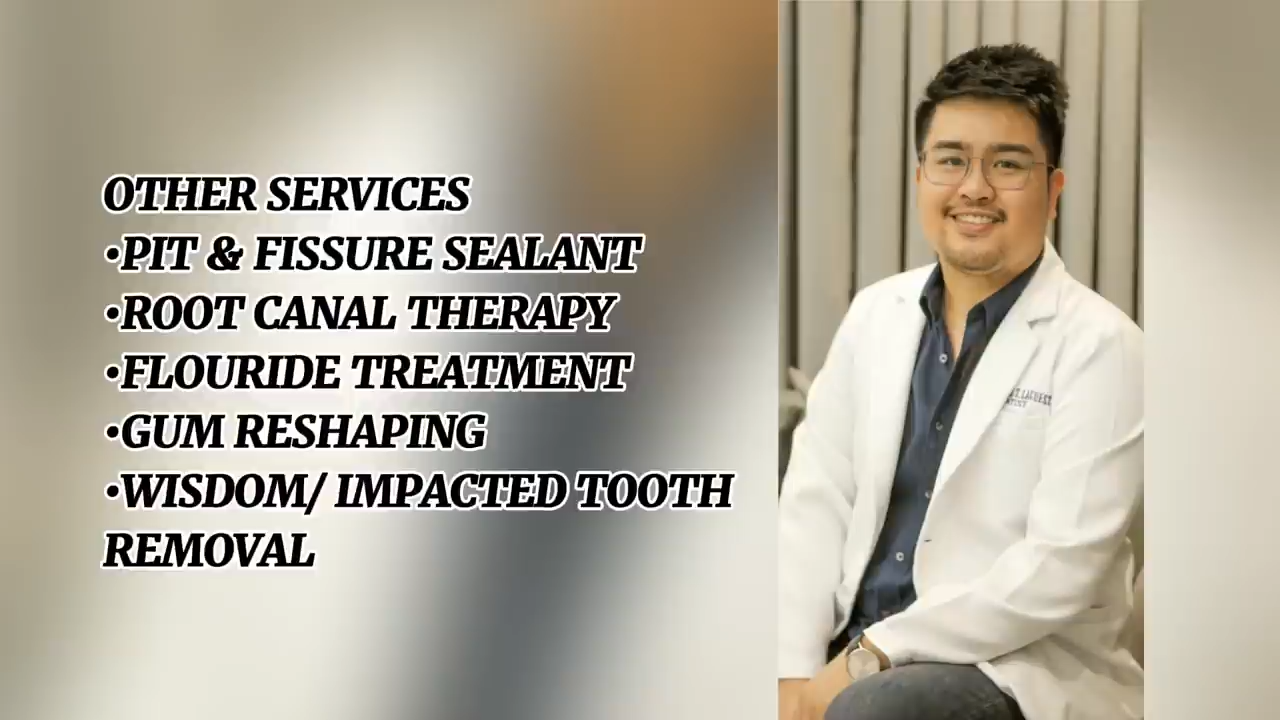 OTHER SERVICES
•PIT & FISSURE SEALANT
•ROOT CANAL THERAPY
•FLOURIDE TREATMENT
•GUM RESHAPING
•WISDOM/ IMPACTED TOOTH
REMOVAL